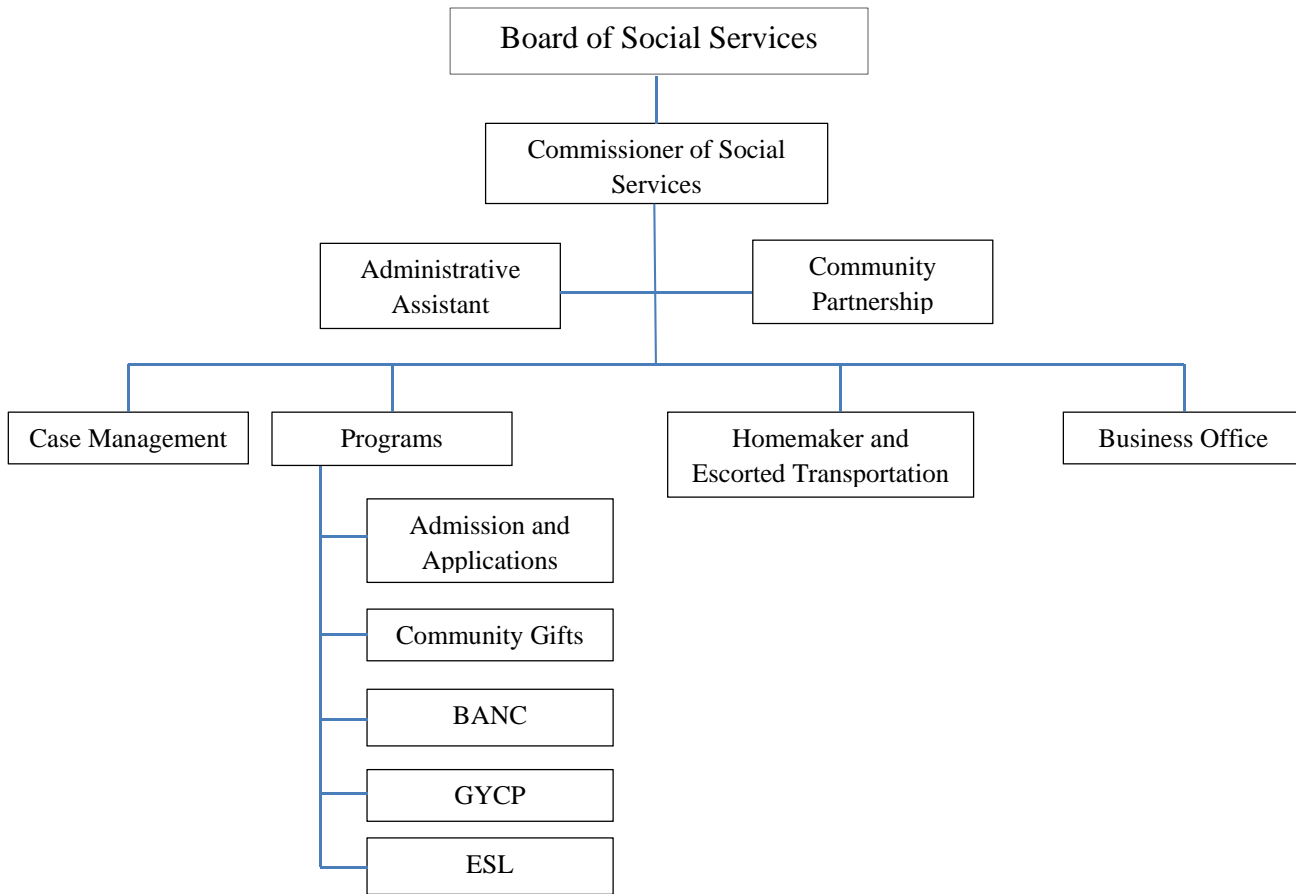 Board of Social Services
Commissioner of Social
Services
Administrative
Assistant
Community
Partnership
Case Management
Programs
Homemaker and
Escorted Transportation
Business Office
Admission and
Applications
Community Gifts
BANC
GYCP
ESL